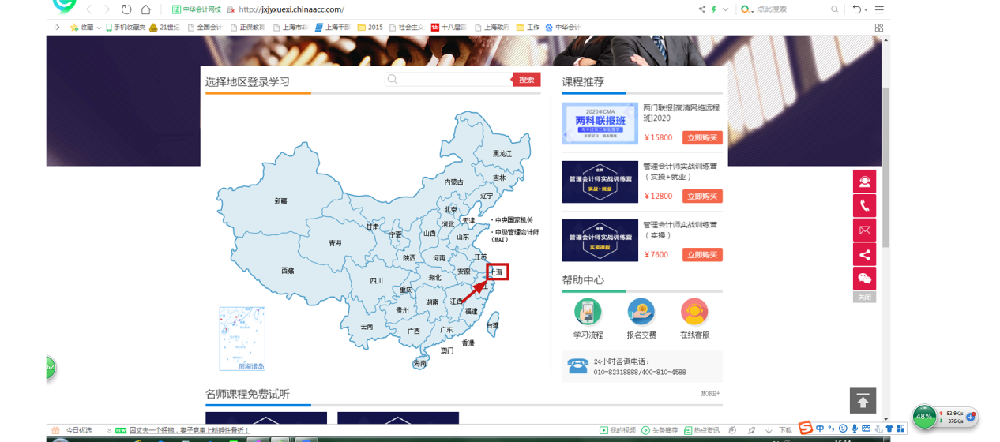 证 中华会计网校 http://jxjyxuexi.chinaacc.com/ 点此搜索
收藏 手机收藏夹 21世纪 全国会计 正保教育 上海市非 上海干部 2015 社会主义 十八届四 上海政府 工作 中华会计
选择地区登录学习
搜索
课程推荐
2020年CMA
两科联报班
两门联报[高清网络远程
班]2020
¥15800 立即购买
管理会计师实战训练营
实战+就业
管理会计师实战训练营
(实操+就业)
¥12800 立即购买
管理会计师实战训练营
实操课程
管理会计师实战训练营
(实操)
¥7600 立即购买
黑龙江
吉林
内蒙古
辽宁
新疆
北京
天津
·中央国家机关
河北
甘肃
宁夏
山西
山东
·中级管理会计师
(MAT)
青海
陕西
河南
江苏
西藏
安徽
上海
湖北
四川
重庆
湖南
江西
贵州
福建
云南
广西
广东
台湾
香港
澳门
海南
南海诸岛
帮助中心
学习流程 报名交费 在线客服
24小时咨询电话:
010-82318888/400-810-4588
关闭
名师课程免费试听
MORE+
62
今日优选 NEW 因丈夫一个拥抱,妻子竟患上粉碎性骨折!
我的视频 头条推荐 热点资讯 下载
中
48% 83.9K/s
376K/s